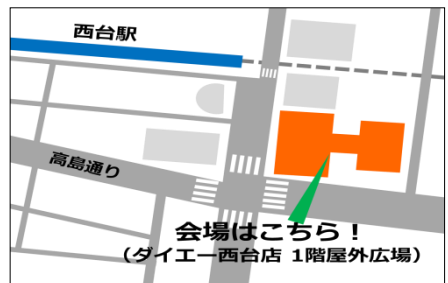 西台駅
高島通り
会場はこちら！
（ダイエー西台店 1階屋外広場）